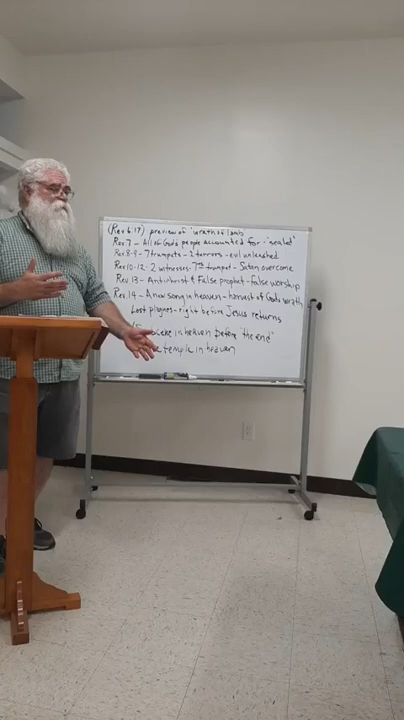 (Rev 6:17) preview of "wrath of lamb
Rev 7 - All of God's people accounted for - "sealed"
Rev 8-9 - 7 trumpets - 2 terrors - evil unleashed
Rev 10-12 - 2 witnesses - 7th trumpet - Satan overcome
Rev 13 - Antichrist & False prophet - false worship
Rev. 14 - A new song in heaven - harvest of God's wrath
Last plagues - right before Jesus returns
in heaven before "the end"
temple in heaven